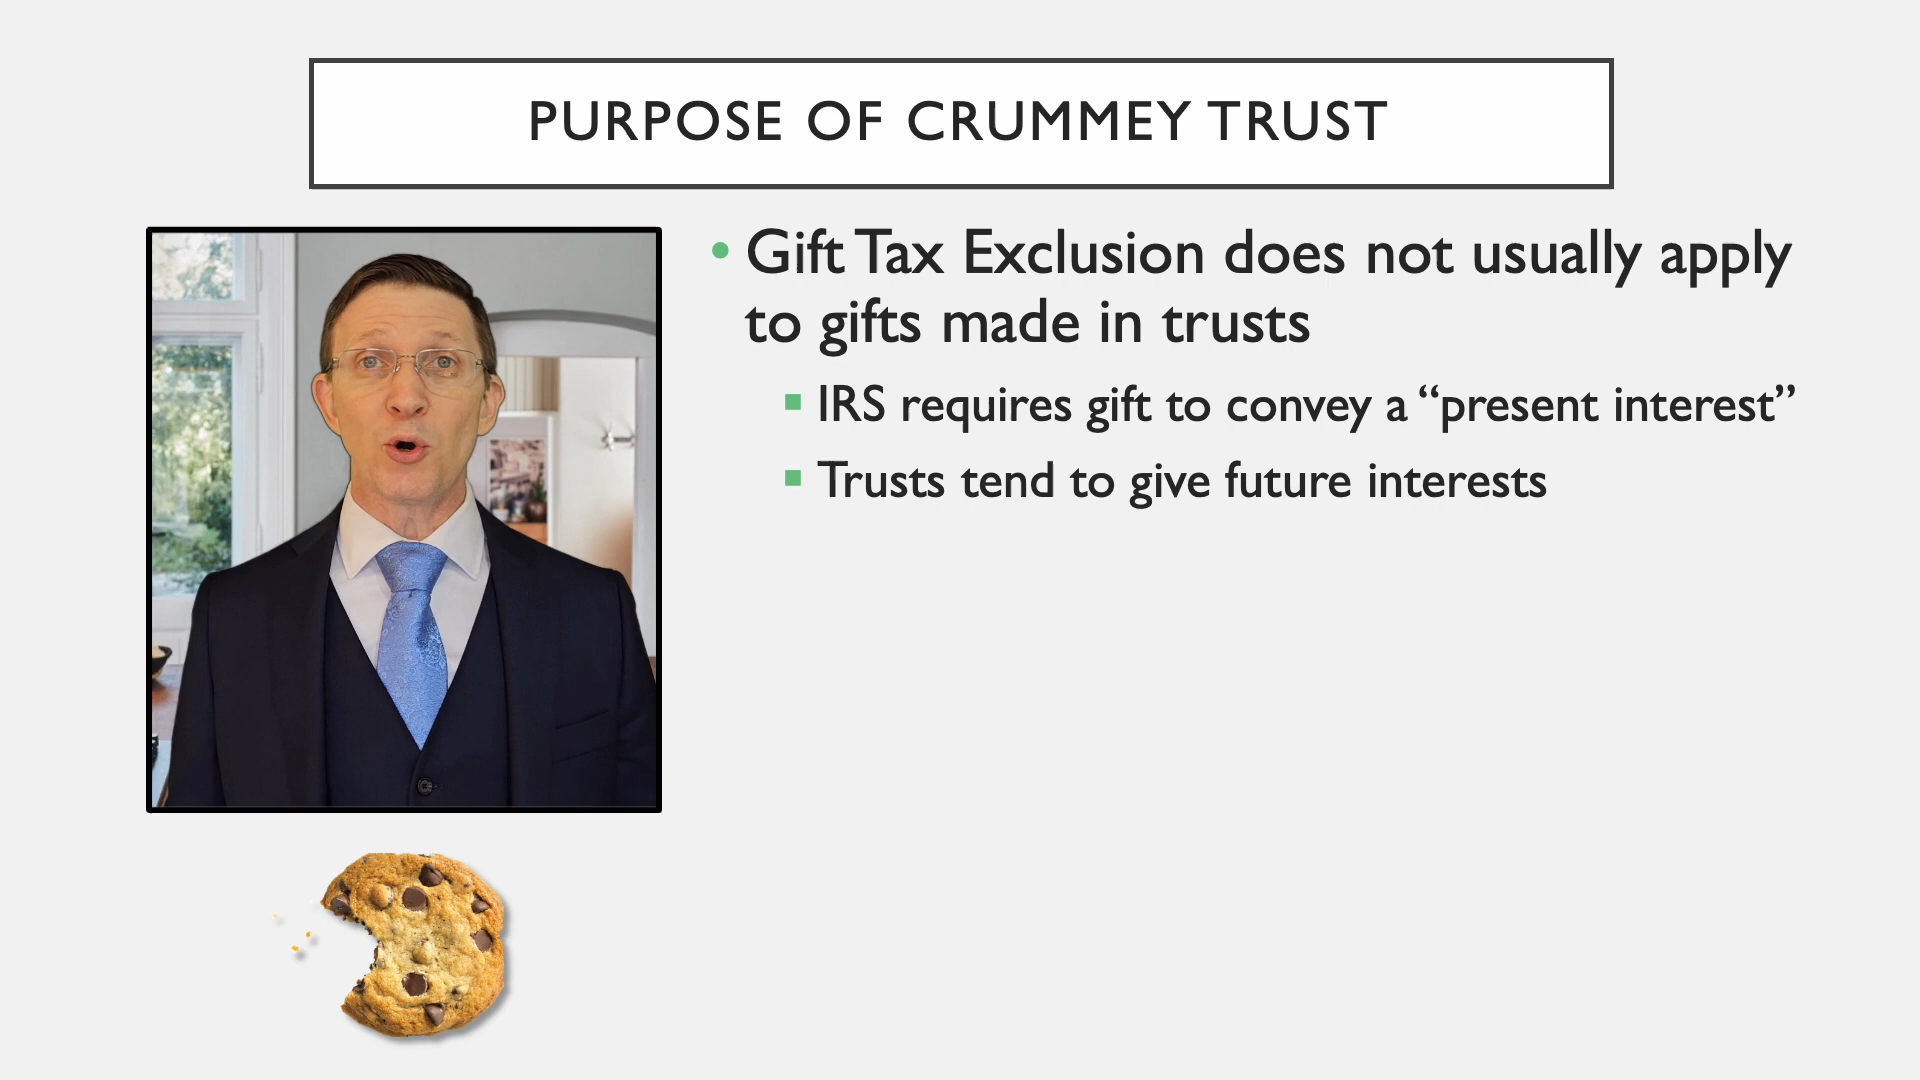 PURPOSE OF CRUMMEY TRUST
• Gift Tax Exclusion does not usually apply
to gifts made in trusts
▪ IRS requires gift to convey a “present interest”
▪ Trusts tend to give future interests